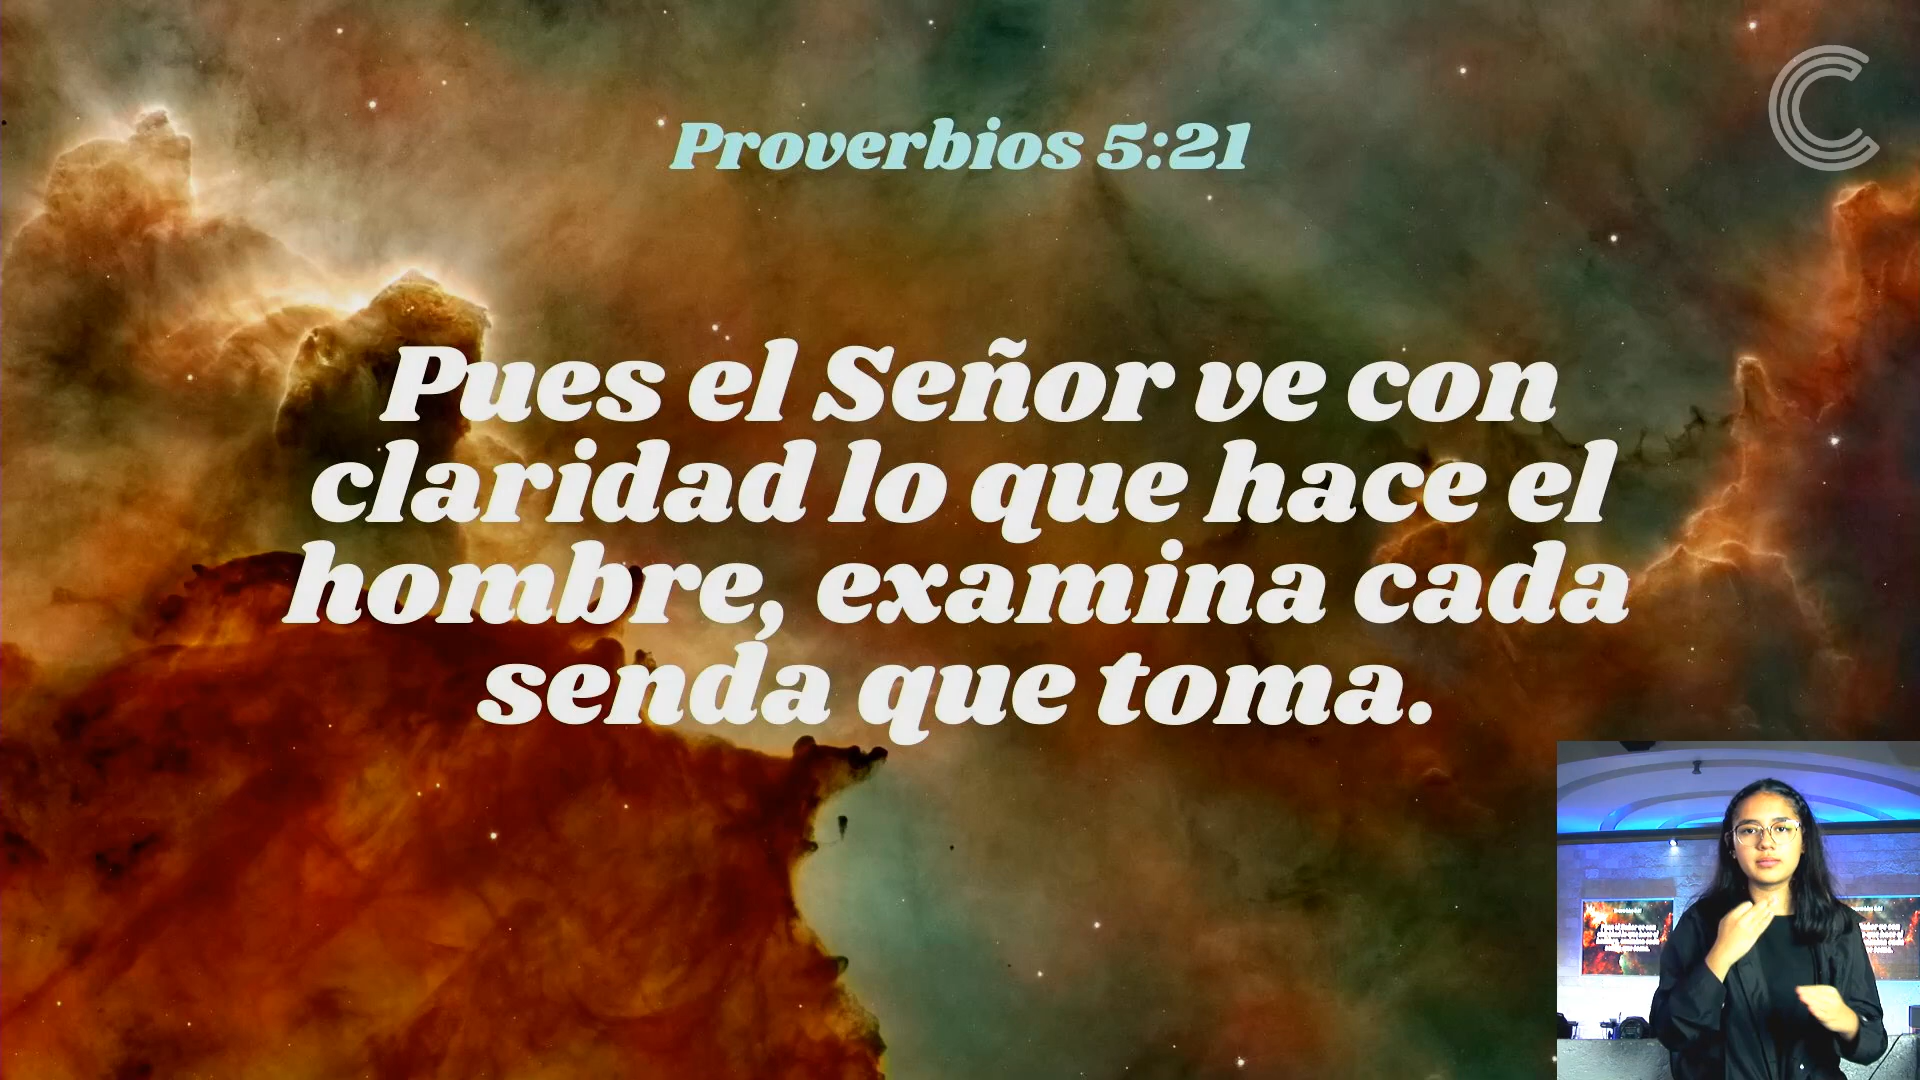 Proverbios 5:21
Pues el Señor ve con
claridad lo que hace el
hombre, examina cada
senda que toma.